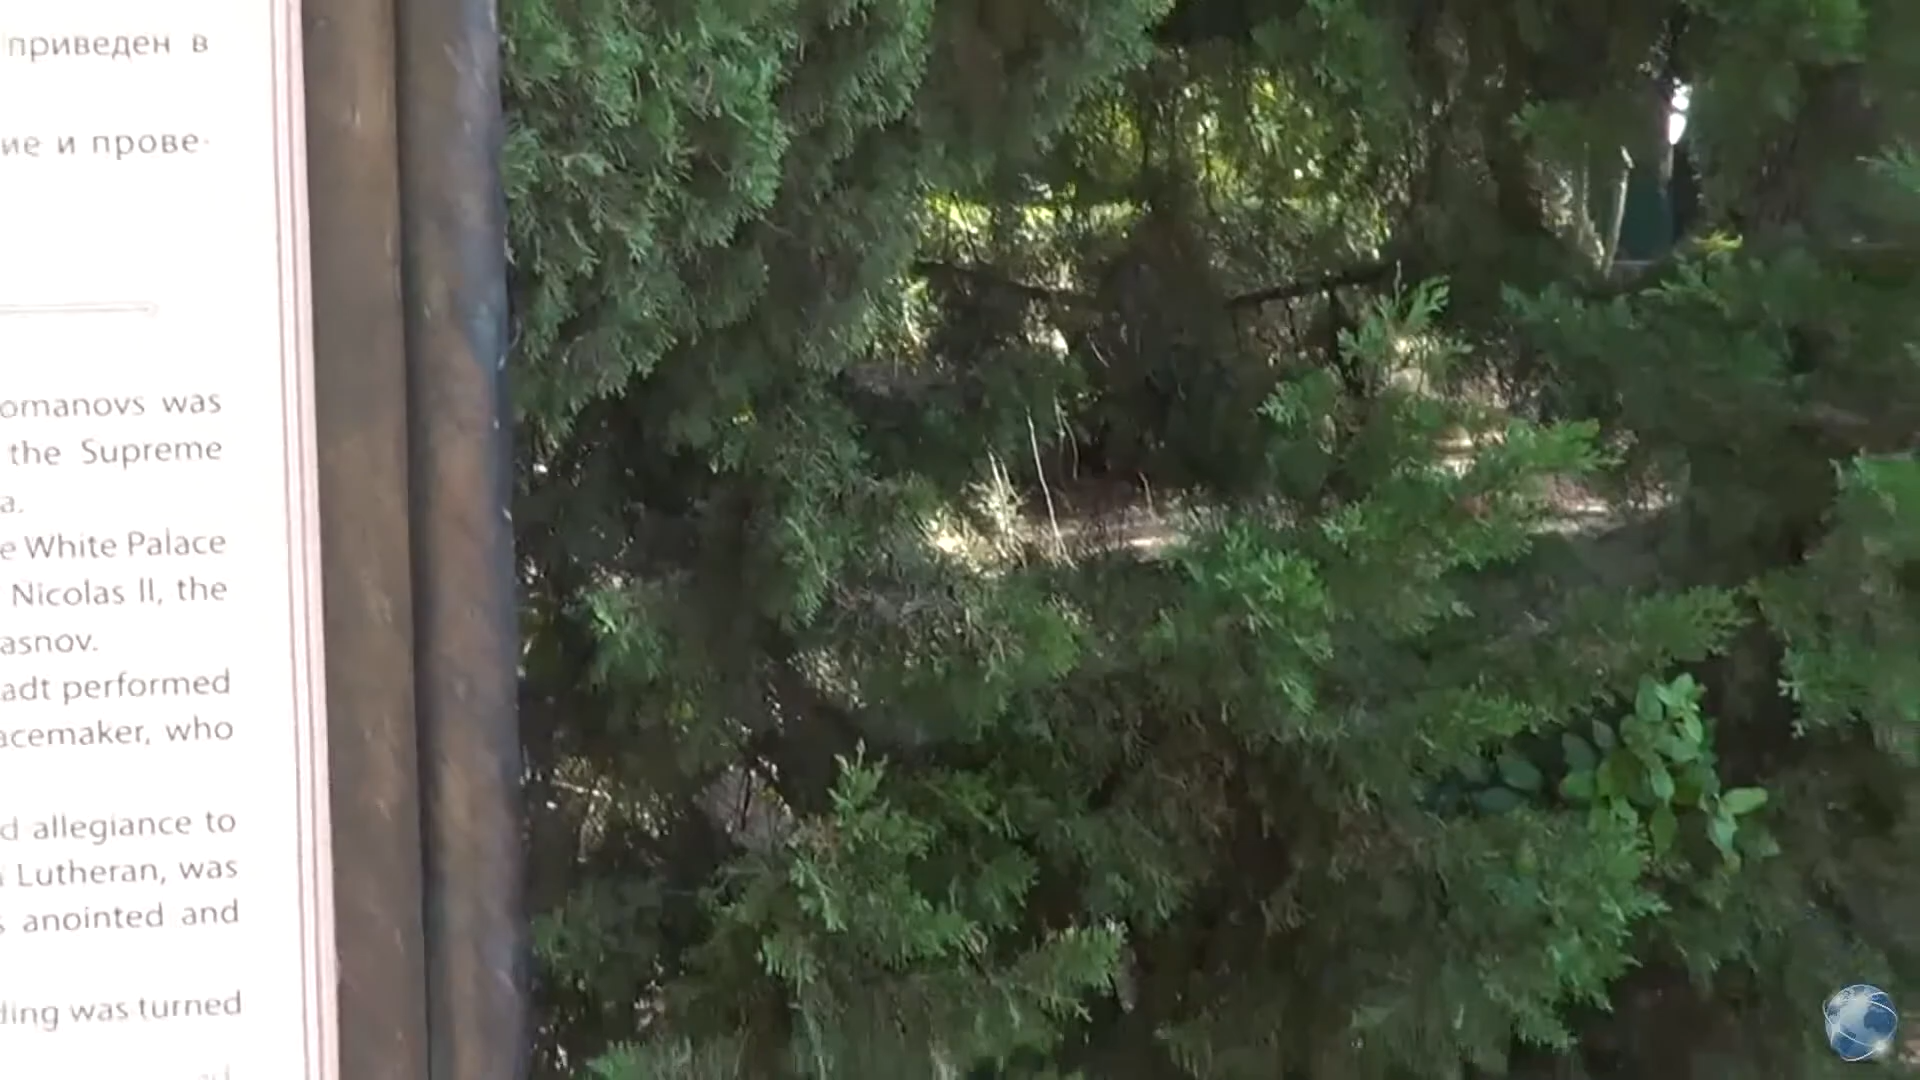 приведен в
ие и прове-
omanovs was
the Supreme
a.
e White Palace
Nicolas II, the
asnov.
adt performed
acemaker, who
d allegiance to
Lutheran, was
s anointed and
ding was turned